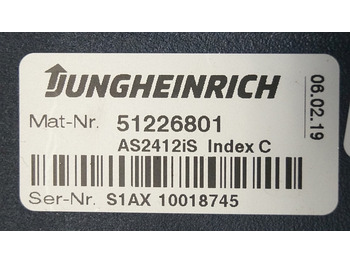 JUNGHEINRICH
Mat-Nr. 51226801
AS2412iS Index C
Ser-Nr. S1AX 10018745
06.02.19